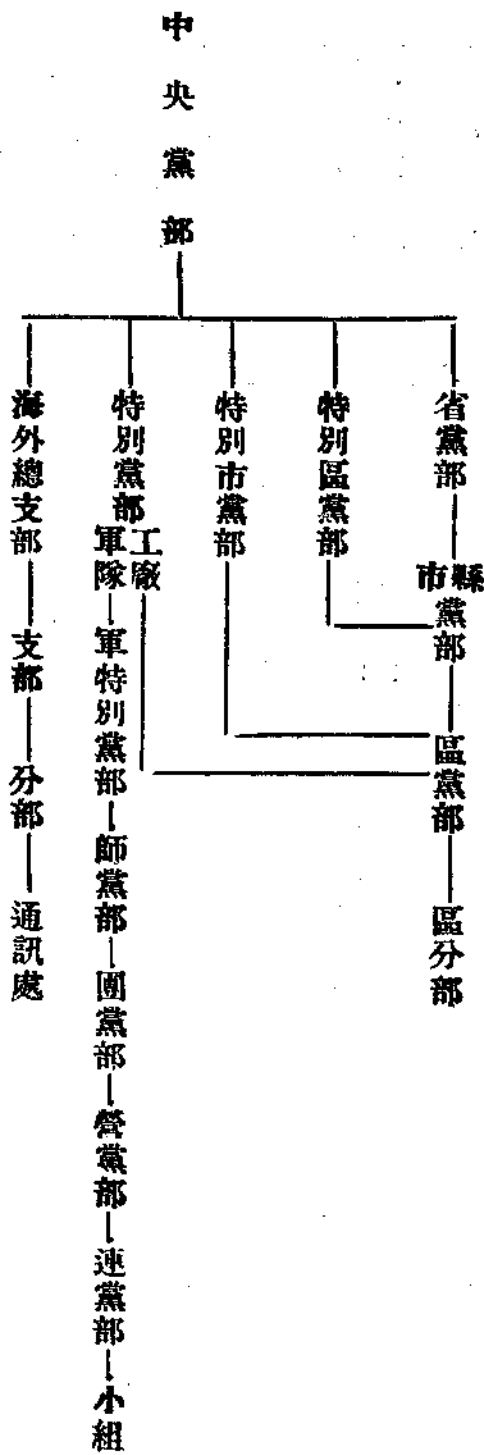 中央黨部
省黨部
縣市黨部
區黨部
區分部
特別區黨部
特別市黨部
特別黨部
工廠
軍隊
軍特別黨部
師黨部
團黨部
營黨部
連黨部
小組
海外總支部
支部
分部
通訊處